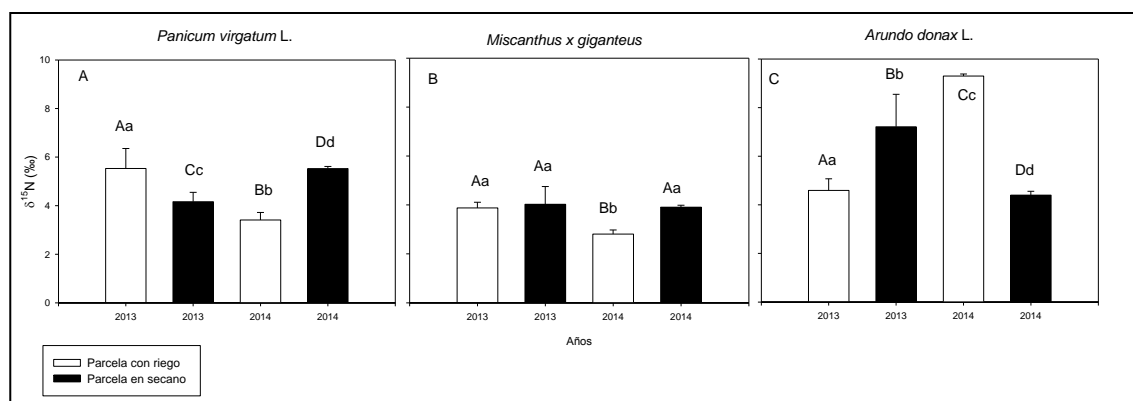 Panicum virgatum L.
Miscanthus x giganteus
Arundo donax L.
A
B
C
δ15N (‰)
10
8
6
4
2
0
Aa
Cc
Bb
Dd
Aa
Aa
Bb
Aa
Aa
Bb
Cc
Dd
2013 2013 2014 2014
2013 2013 2014 2014
2013 2013 2014 2014
Años
Parcela con riego
Parcela en secano